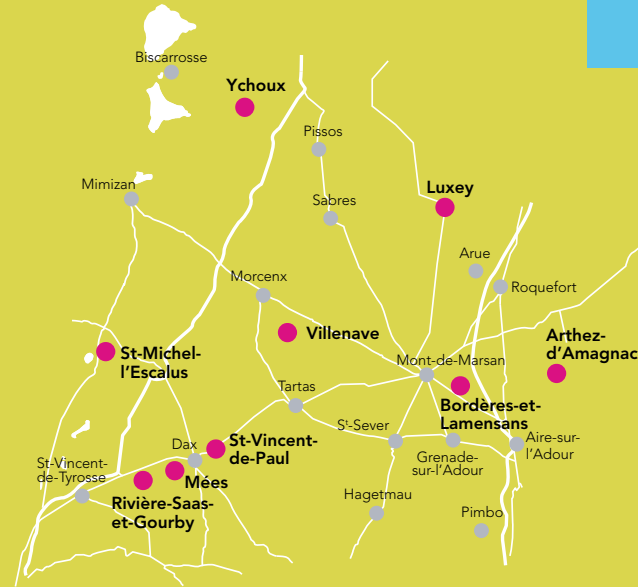 Biscarrosse
Ychoux
Pissos
Mimizan
Luxey
Sabres
Arue
Morcenx
Roquefort
Villenave
Arthez-
d'Amagnac
St-Michel-
l'Escalus
Mont-de-Marsan
Tartas
Bordères-et-
Lamensans
St-Sever
St-Vincent-
de-Paul
Dax
Aire-sur-
l'Adour
Grenade-
sur-l'Adour
St-Vincent-
de-Tyrosse
Mées
Rivière-Saas-
et-Gourby
Hagetmau
Pimbo